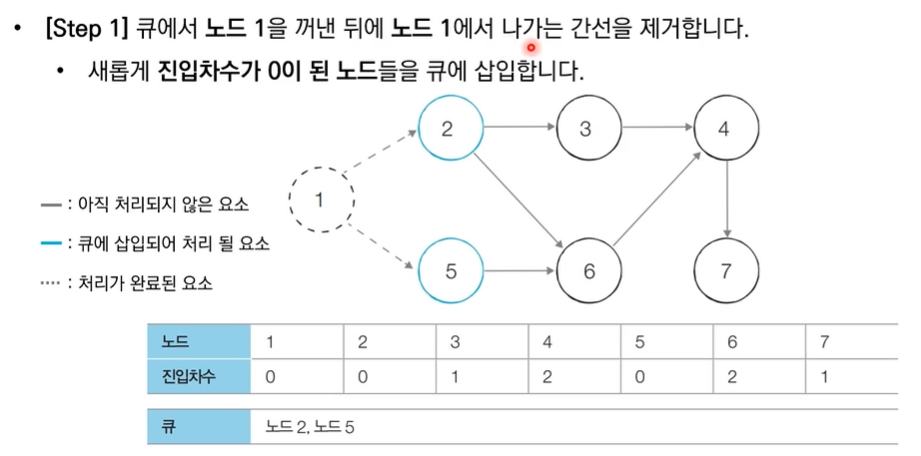 • [Step 1] 큐에서 노드 1을 꺼낸 뒤에 노드 1에서 나가는 간선을 제거합니다.
• 새롭게 진입차수가 0이 된 노드들을 큐에 삽입합니다.
2 3 4
1
: 아직 처리되지 않은 요소
: 큐에 삽입되어 처리 될 요소
5 6 7
: 처리가 완료된 요소
노드 1 2 3 4 5 6 7
진입차수 0 0 1 2 0 2 1
큐 노드 2, 노드 5